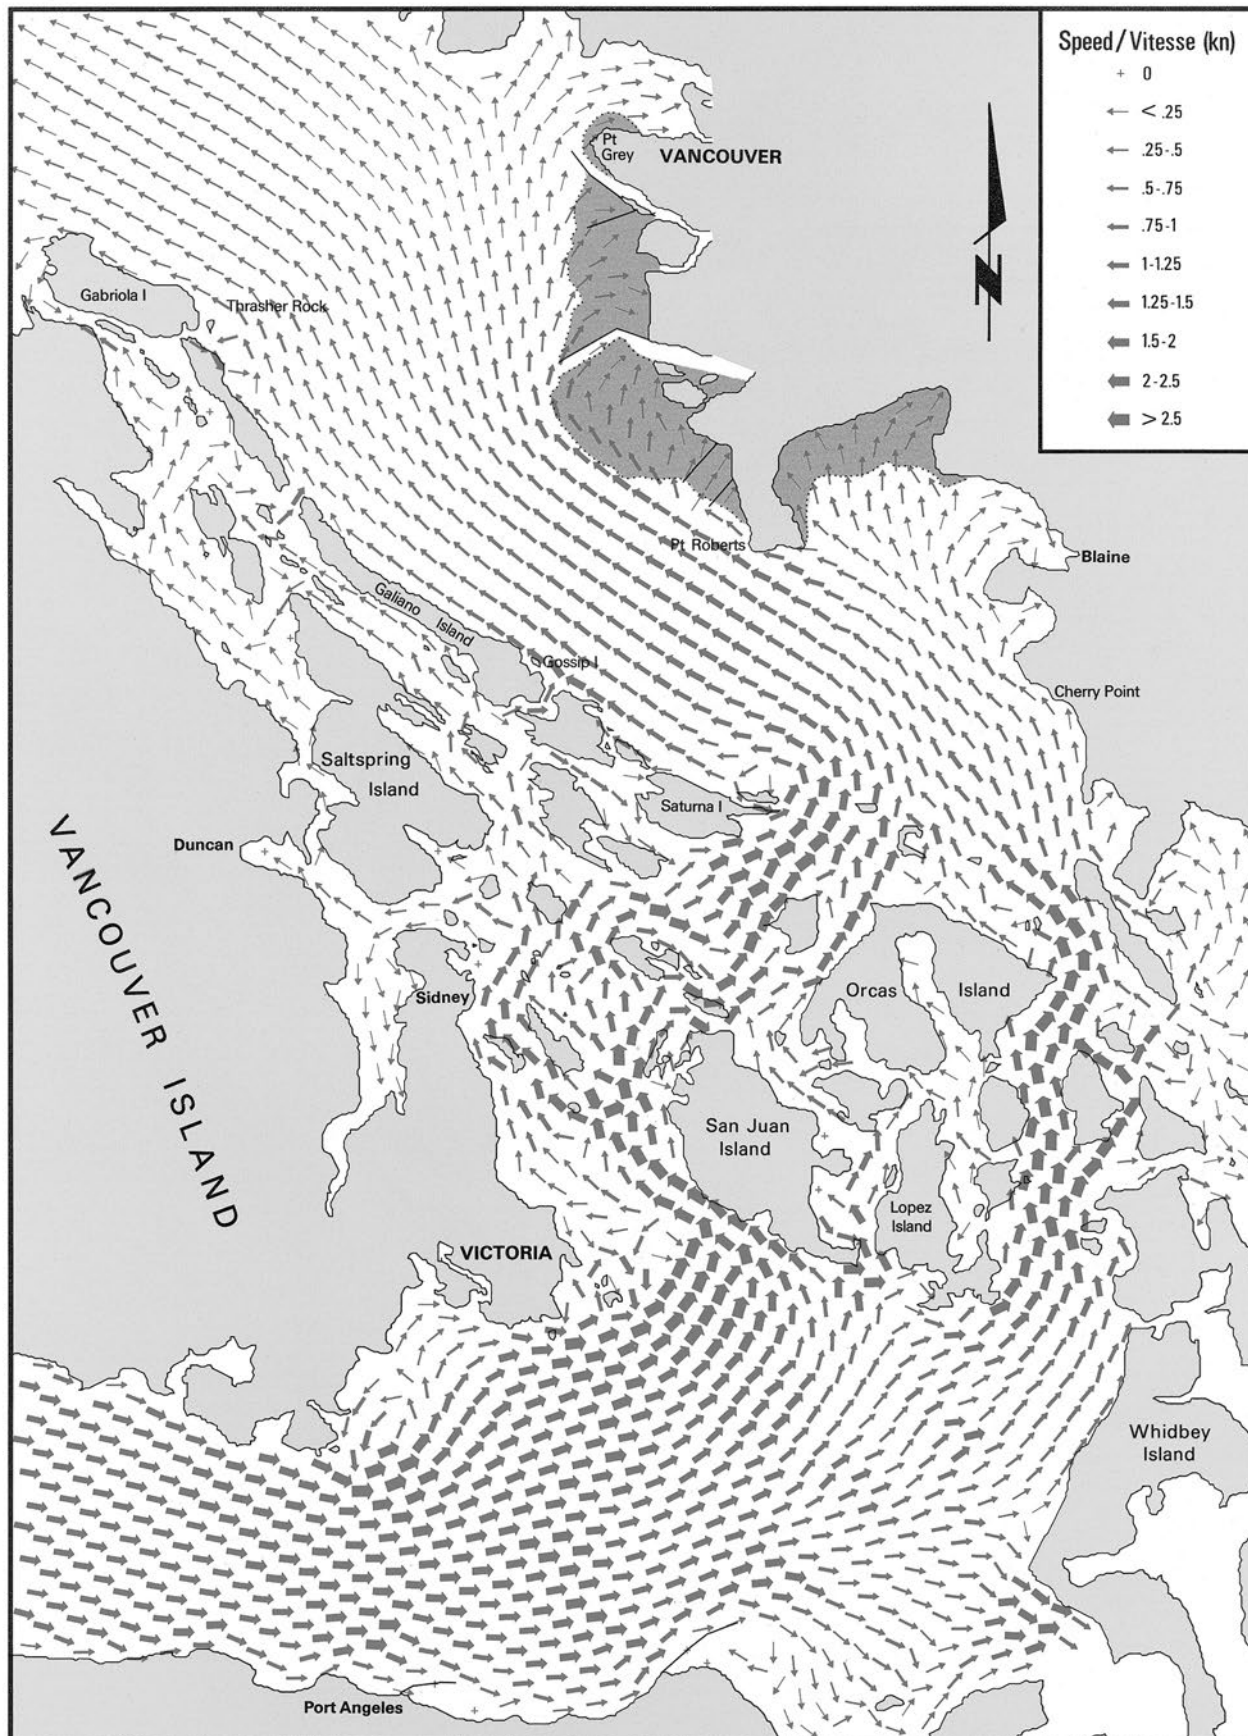 Speed/Vitesse (kn)
+ 0
< .25
.25-.5
.5-.75
.75-1
1-1.25
1.25-1.5
1.5-2
2-2.5
> 2.5
N
Pt
Grey
VANCOUVER
Gabriola I
Thrasher Rock
Pt Roberts
Blaine
Galiano
Island
Gossip I
Cherry Point
Saltspring
Island
Saturna I
Duncan
VANCOUVER ISLAND
Sidney
Orcas Island
San Juan
Island
Lopez
Island
VICTORIA
Whidbey
Island
Port Angeles